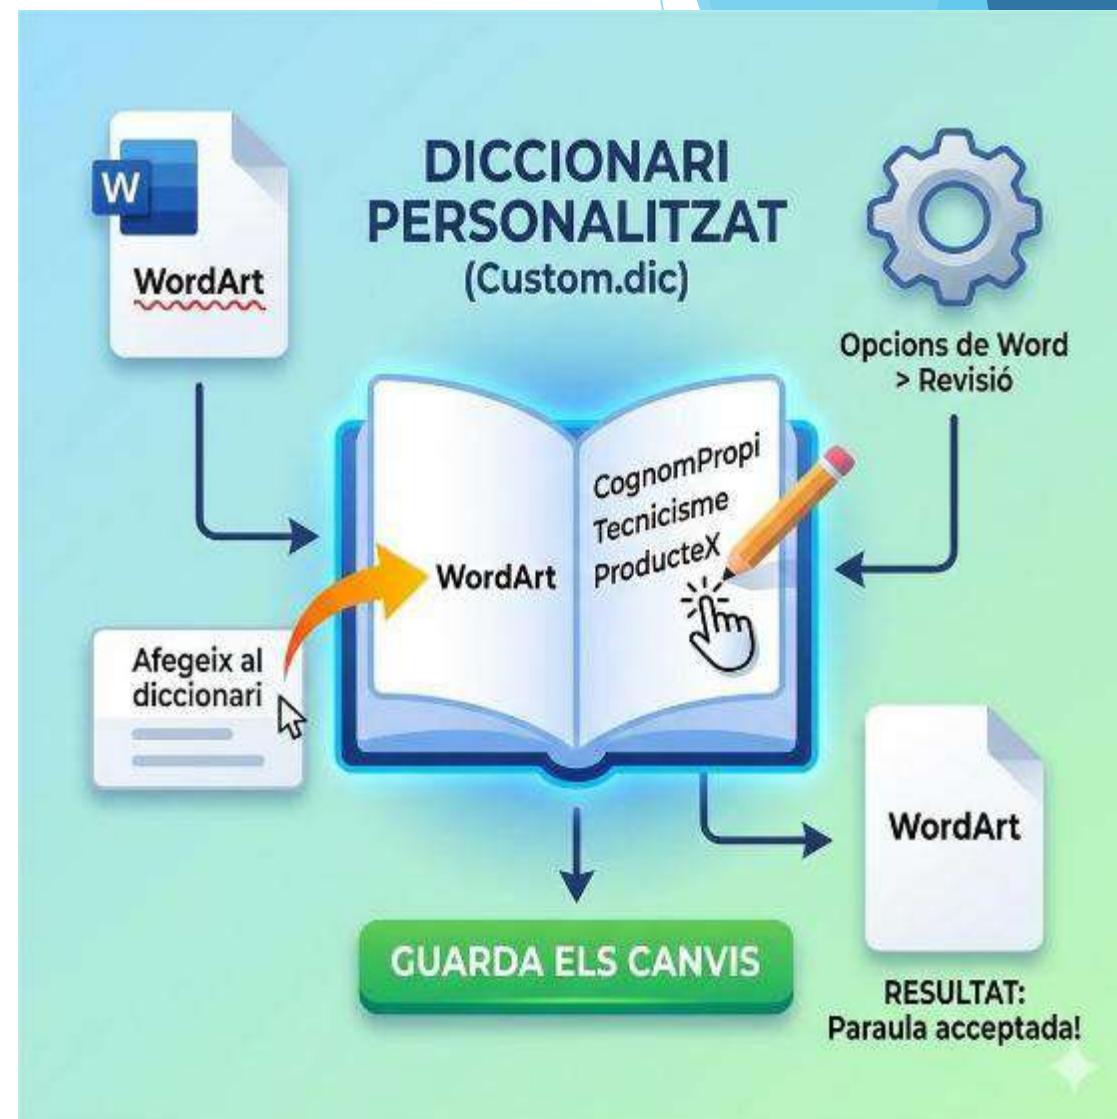 W
WordArt
DICCIONARI
PERSONALITZAT
(Custom.dic)
Opcions de Word
> Revisió
CognomPropi
Tecnicisme
ProducteX
WordArt
Afegeix al
diccionari
WordArt
GUARDA ELS CANVIS
RESULTAT:
Paraula acceptada!